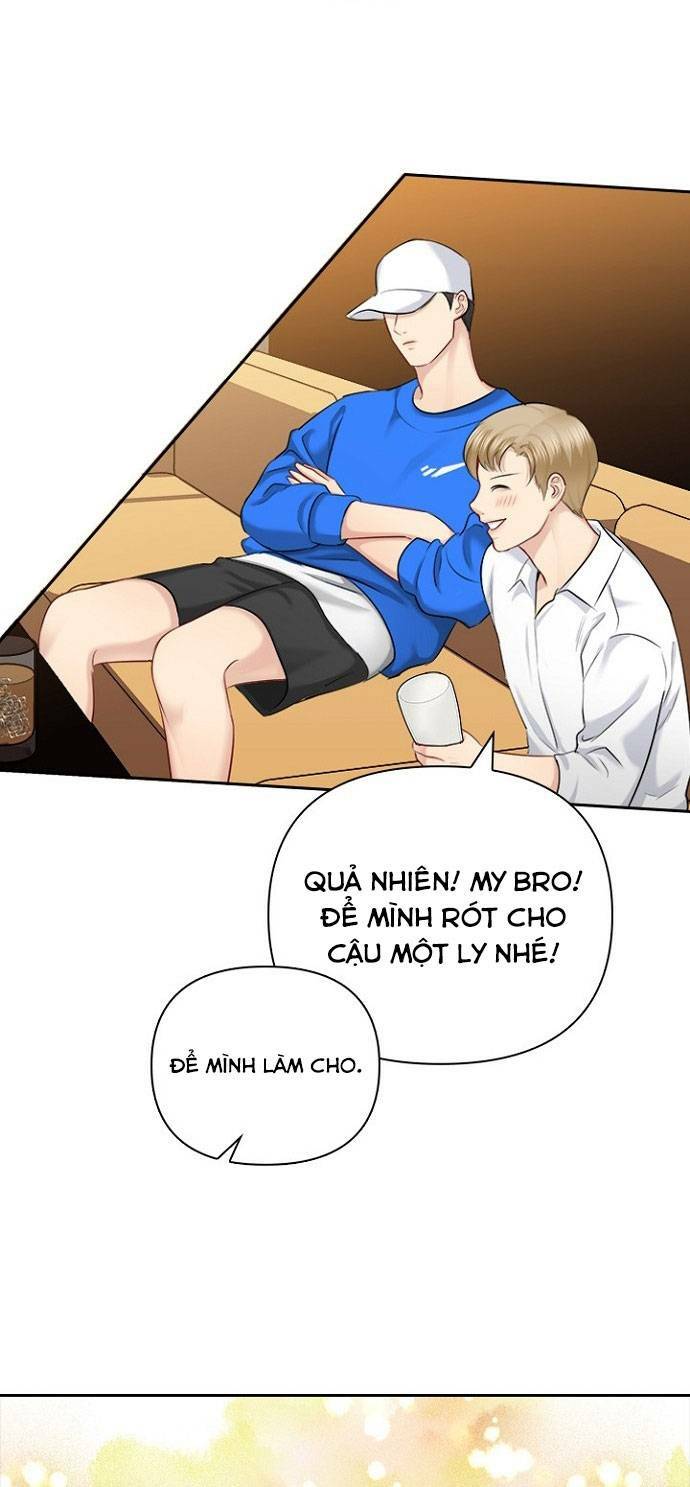 QUẢ NHIÊN! MY BRO!
ĐỂ MÌNH RÓT CHO
CẬU MỘT LY NHÉ!
ĐỂ MÌNH LÀM CHO.